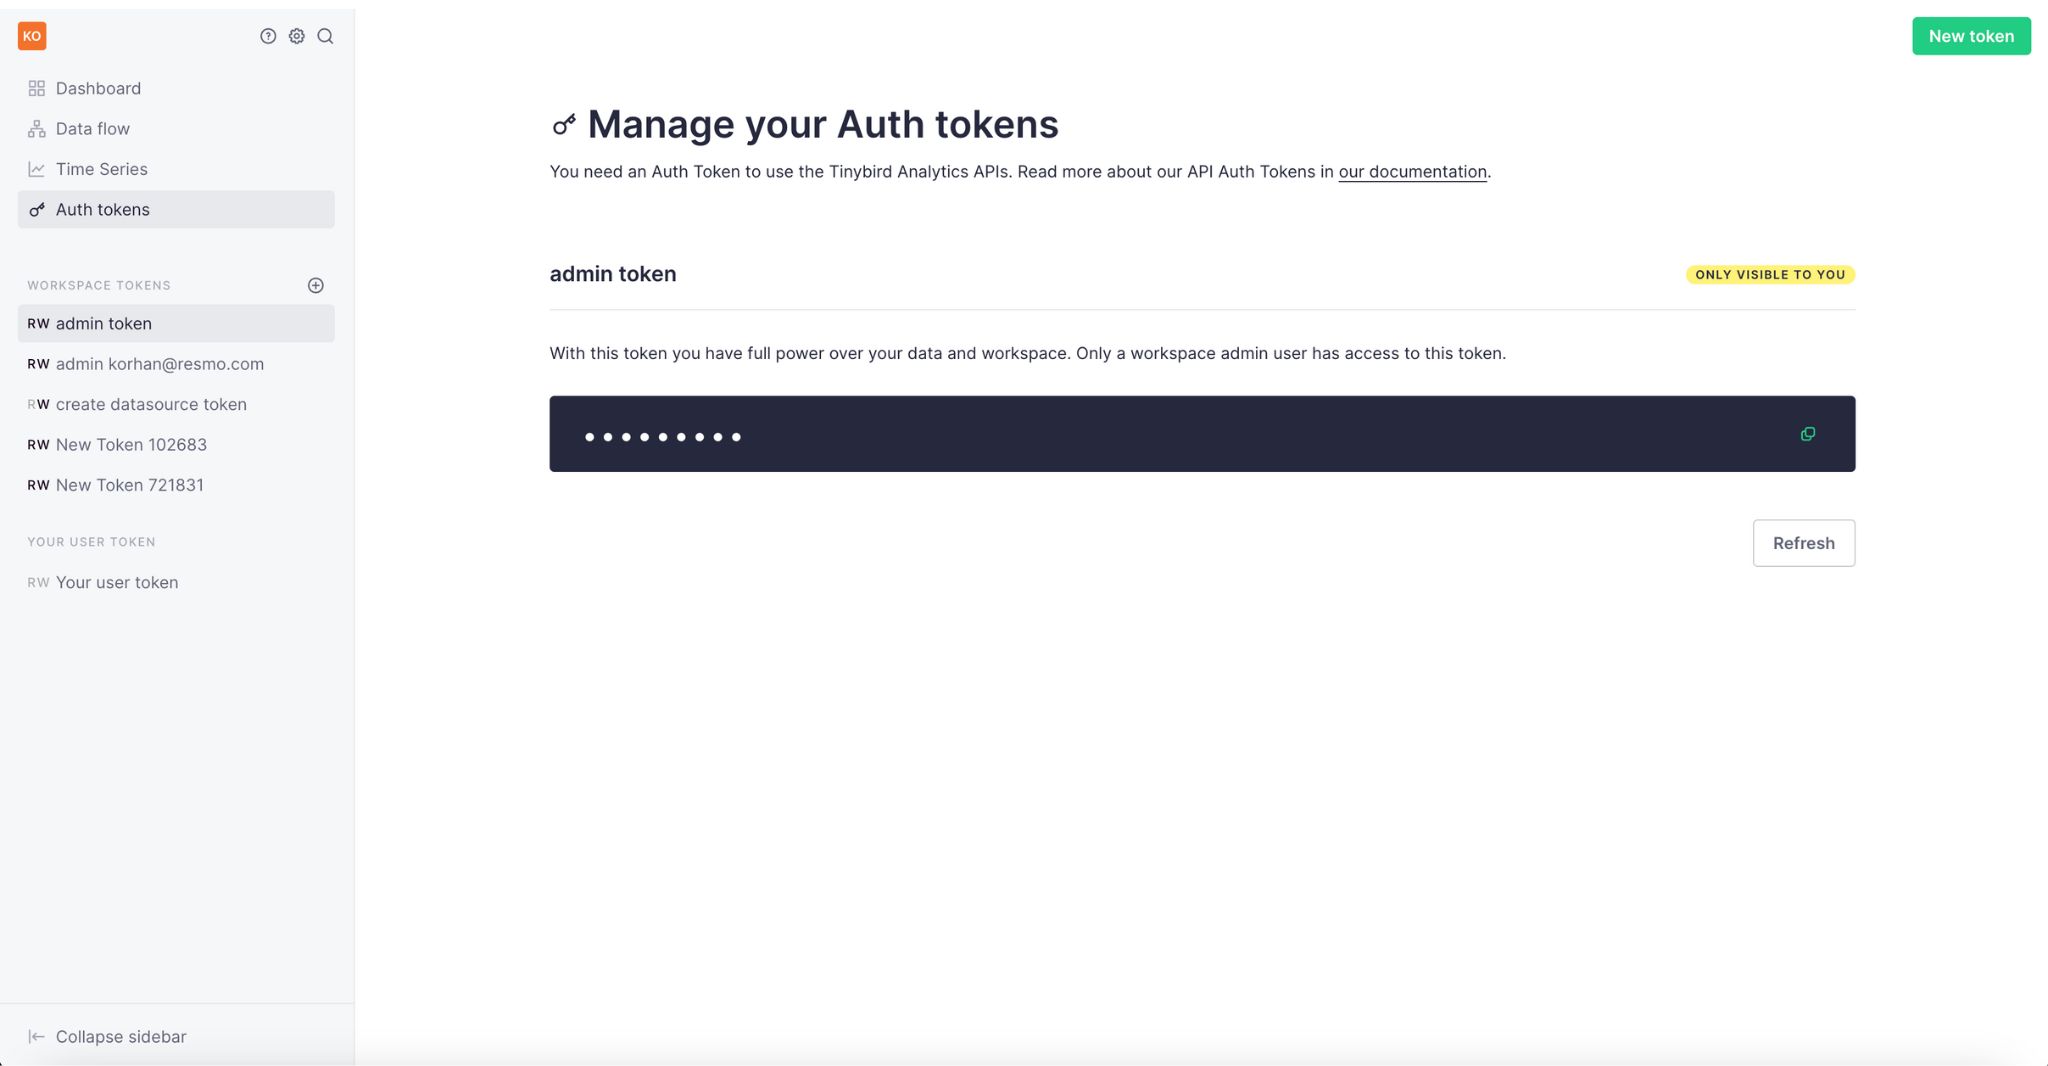 KO
New token
Dashboard
Data flow
Time Series
Auth tokens
WORKSPACE TOKENS
RW admin token
RW admin korhan@resmo.com
RW create datasource token
RW New Token 102683
RW New Token 721831
YOUR USER TOKEN
RW Your user token
Collapse sidebar
Manage your Auth tokens
You need an Auth Token to use the Tinybird Analytics APIs. Read more about our API Auth Tokens in our documentation.
admin token
ONLY VISIBLE TO YOU
With this token you have full power over your data and workspace. Only a workspace admin user has access to this token.
•••••••••
Refresh